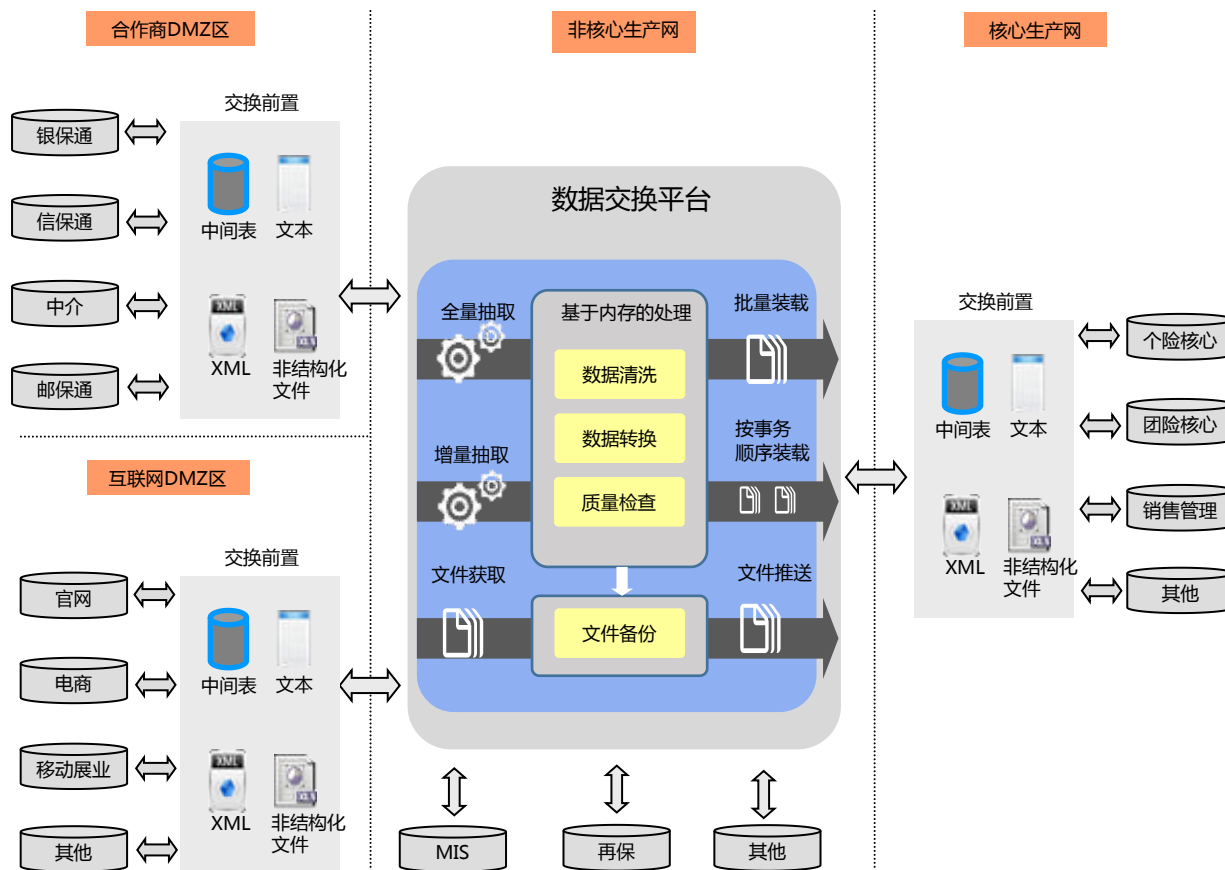 合作商DMZ区
交换前置
银保通
信保通
中介
邮保通
中间表
文本
XML
XML
非结构化
文件
互联网DMZ区
交换前置
官网
电商
移动展业
其他
中间表
文本
XML
XML
非结构化
文件
非核心生产网
数据交换平台
全量抽取
基于内存的处理
批量装载
数据清洗
数据转换
质量检查
增量抽取
按事务
顺序装载
文件获取
文件备份
文件推送
MIS
再保
其他
核心生产网
交换前置
中间表
文本
XML
XML
非结构化
文件
个险核心
团险核心
销售管理
其他